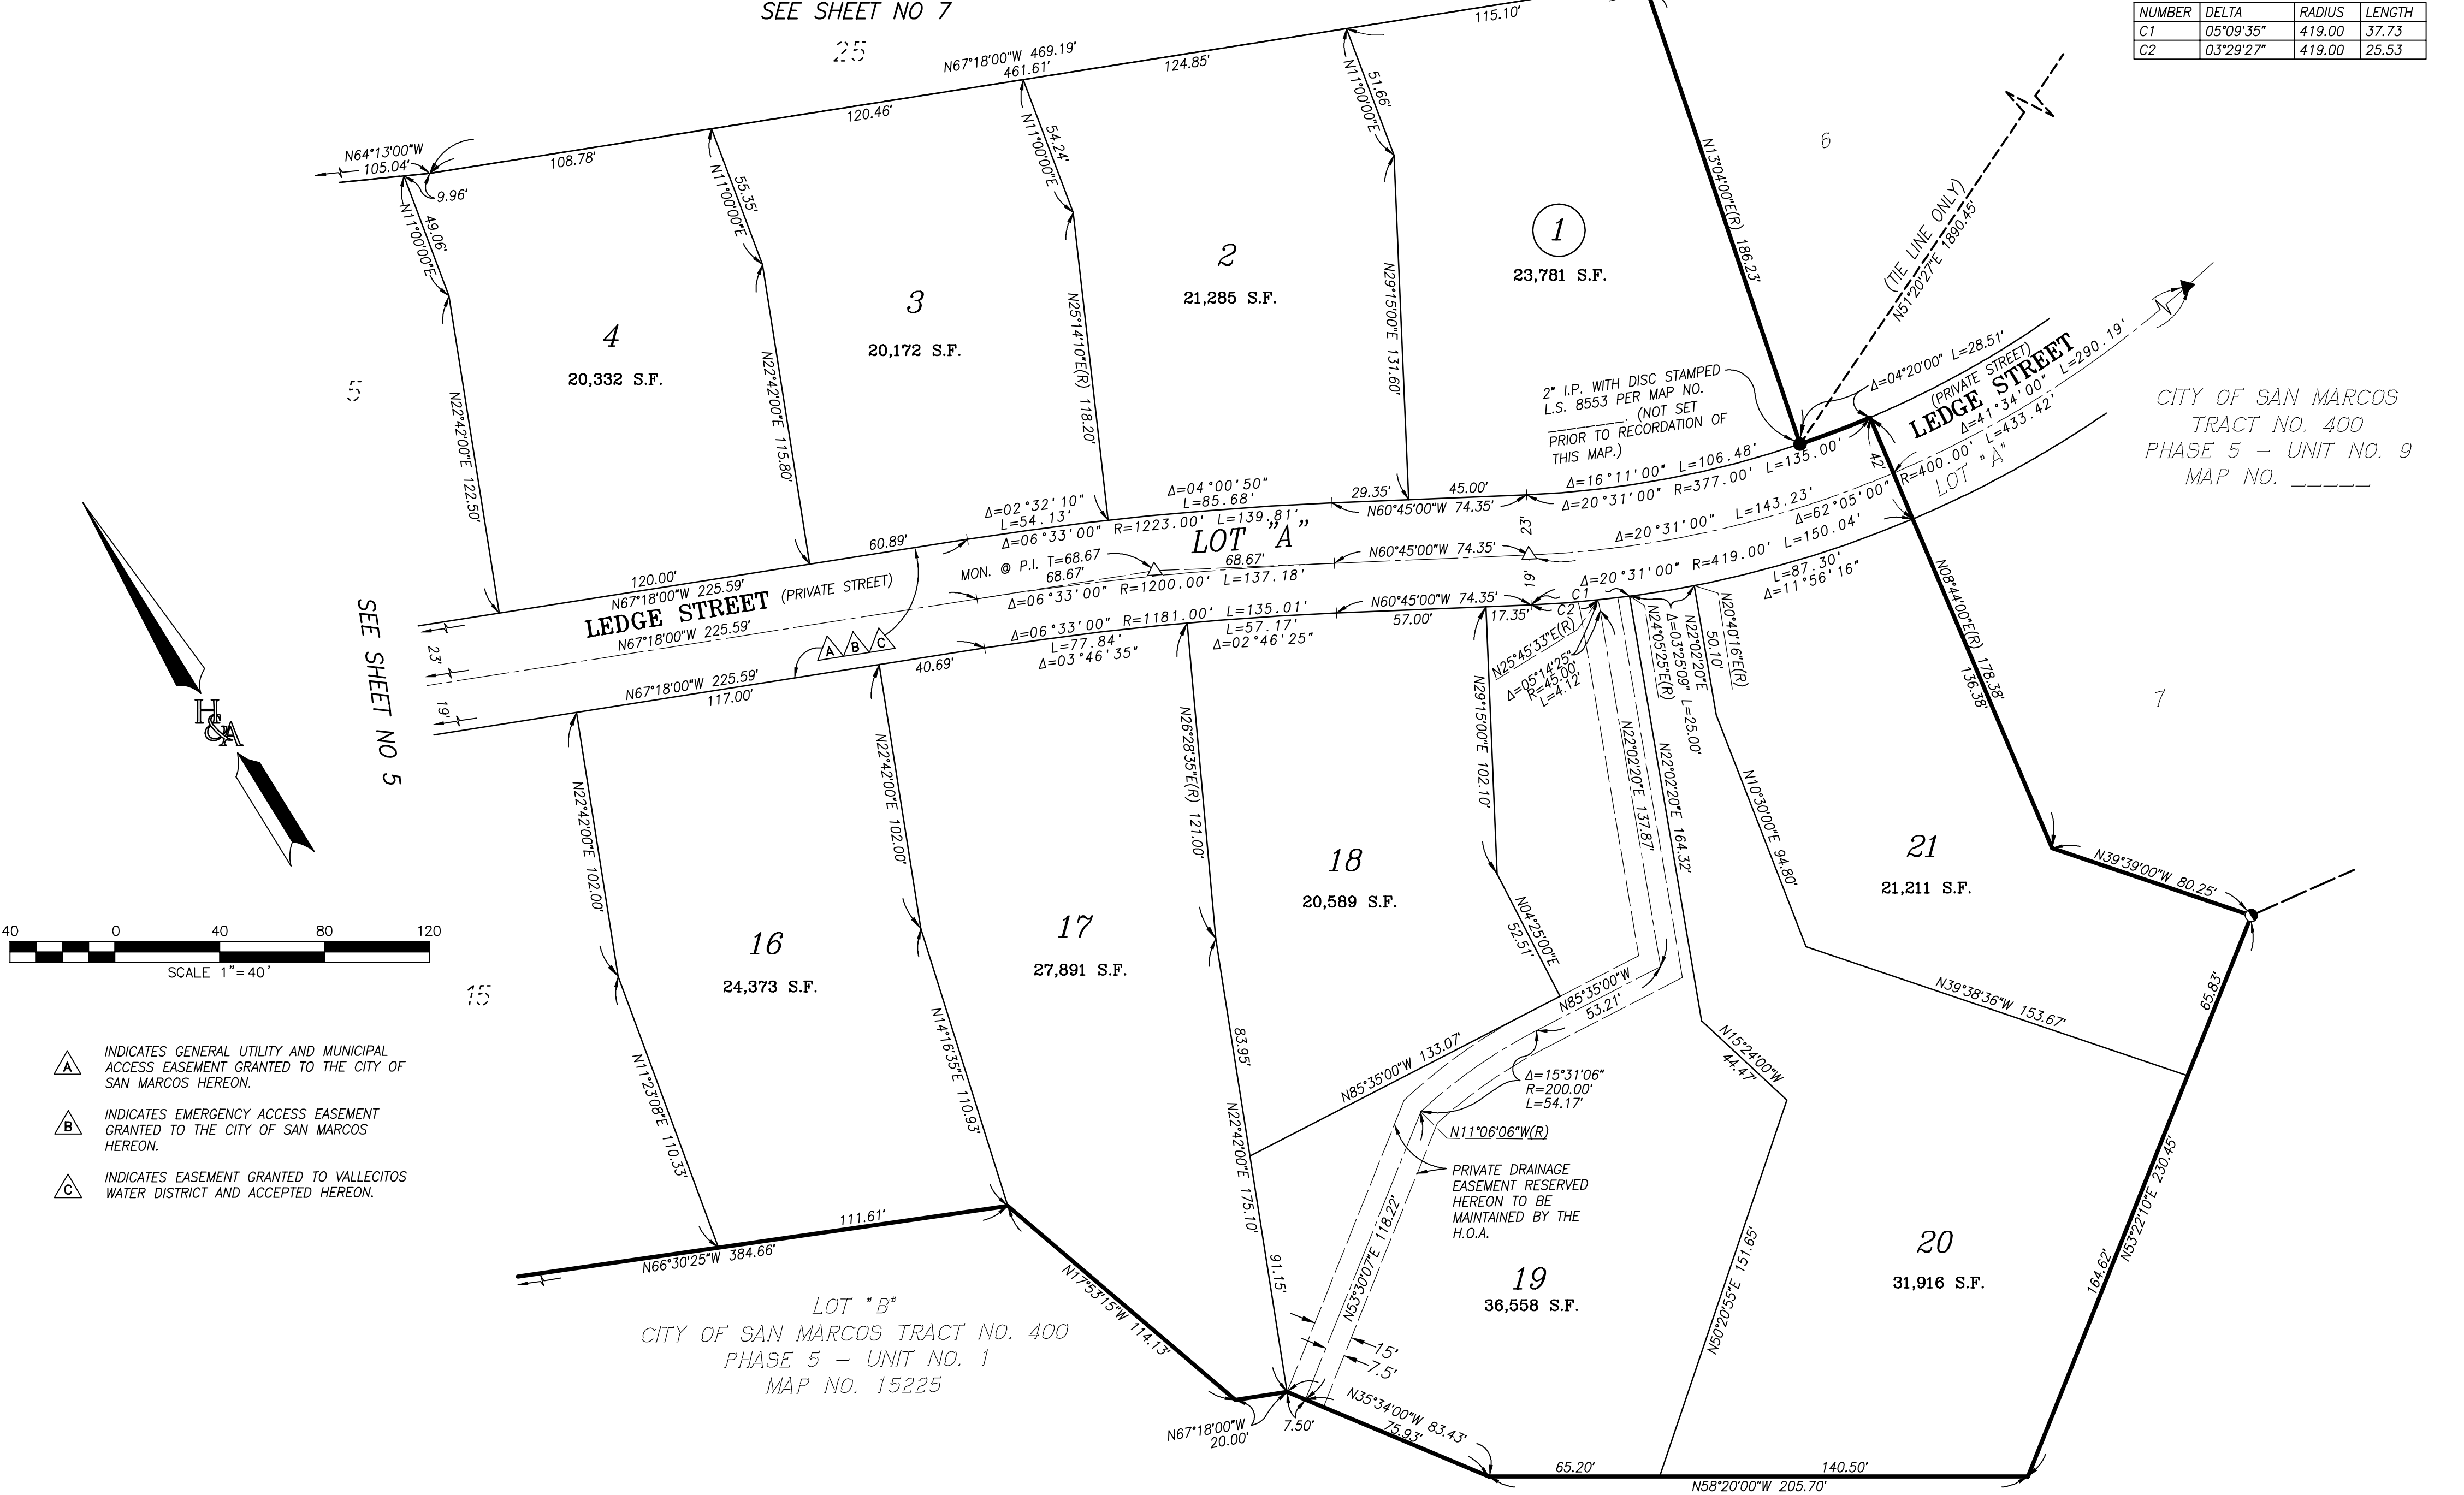 SEE SHEET NO 7
25
NUMBER DELTA RADIUS LENGTH
C1 05°09'35" 419.00 37.73
C2 03°29'27" 419.00 25.53
N67°18'00"W 469.19'
461.61'
115.10'
124.85'
120.46'
108.78'
N64°13'00"W
105.04'
9.96'
49.06'
N11°00'00"E
55.35'
N11°00'00"E
54.24'
N11°00'00"E
51.66'
N11°00'00"E
N13°04'00"E(R) 186.23'
6
(TIE LINE ONLY)
N51°20'27"E 1890.45'
1
23,781 S.F.
2
21,285 S.F.
3
20,172 S.F.
4
20,332 S.F.
5
N22°42'00"E 122.50'
N22°42'00"E 115.80'
N25°14'10"E(R) 118.20'
N29°15'00"E 131.60'
2" I.P. WITH DISC STAMPED
L.S. 8553 PER MAP NO.
________. (NOT SET
PRIOR TO RECORDATION OF
THIS MAP.)
Δ=04°20'00" L=28.51'
(PRIVATE STREET)
LEDGE STREET
Δ=41°34'00" L=290.19'
R=400.00' L=433.42'
Δ=62°05'00"
LOT "A"
42'
CITY OF SAN MARCOS
TRACT NO. 400
PHASE 5 - UNIT NO. 9
MAP NO. _____
Δ=16°11'00" L=106.48'
Δ=20°31'00" R=377.00' L=135.00'
Δ=20°31'00" L=143.23'
Δ=20°31'00" R=419.00' L=150.04'
L=87.30'
Δ=11°56'16"
29.35' 45.00'
N60°45'00"W 74.35'
23'
Δ=04°00'50"
L=85.68'
Δ=02°32'10"
L=54.13'
Δ=06°33'00" R=1223.00' L=139.81'
LOT "A"
60.89'
120.00'
N67°18'00"W 225.59'
LEDGE STREET (PRIVATE STREET)
N67°18'00"W 225.59'
MON. @ P.I. T=68.67
68.67'
68.67'
N60°45'00"W 74.35'
Δ=06°33'00" R=1200.00' L=137.18'
19'
N60°45'00"W 74.35'
57.00'
17.35'
C1
C2
Δ=06°33'00" R=1181.00' L=135.01'
L=77.84'
Δ=03°46'35"
L=57.17'
Δ=02°46'25"
A B C
40.69'
N67°18'00"W 225.59'
117.00'
23'
19'
SEE SHEET NO 5
H&A
N22°42'00"E 102.00'
N22°42'00"E 102.00'
N26°28'35"E(R) 121.00'
N29°15'00"E 102.10'
N25°45'33"E(R)
Δ=05°14'25"
R=45.00'
L=4.12'
N24°05'25"E(R)
Δ=03°25'09" L=25.00'
N22°02'20"E
50.10'
N20°40'16"E(R)
N22°02'20"E 137.87'
N22°02'20"E 164.32'
N10°30'00"E 94.80'
N08°44'00"E(R) 178.38'
136.38'
7
N39°39'00"W 80.25'
21
21,211 S.F.
18
20,589 S.F.
17
27,891 S.F.
16
24,373 S.F.
15
N04°25'00"E
52.51'
N85°35'00"W
53.21'
N39°38'36"W 153.67'
65.83'
N15°24'00"W
44.47'
N85°35'00"W 133.07'
83.95'
N22°42'00"E 175.10'
91.15'
N14°16'35"E 110.93'
N11°23'08"E 110.33'
Δ=15°31'06"
R=200.00'
L=54.17'
N11°06'06"W(R)
PRIVATE DRAINAGE
EASEMENT RESERVED
HEREON TO BE
MAINTAINED BY THE
H.O.A.
N53°30'07"E 118.22'
N53°22'10"E 230.45'
164.62'
N50°20'55"E 151.65'
20
31,916 S.F.
19
36,558 S.F.
15'
7.5'
40 0 40 80 120
SCALE 1"=40'
A INDICATES GENERAL UTILITY AND MUNICIPAL
ACCESS EASEMENT GRANTED TO THE CITY OF
SAN MARCOS HEREON.
B INDICATES EMERGENCY ACCESS EASEMENT
GRANTED TO THE CITY OF SAN MARCOS
HEREON.
C INDICATES EASEMENT GRANTED TO VALLECITOS
WATER DISTRICT AND ACCEPTED HEREON.
111.61'
N66°30'25"W 384.66'
LOT "B"
CITY OF SAN MARCOS TRACT NO. 400
PHASE 5 - UNIT NO. 1
MAP NO. 15225
N17°53'15"W 114.13'
N67°18'00"W
20.00'
7.50'
N35°34'00"W 83.43'
75.93'
65.20'
140.50'
N58°20'00"W 205.70'